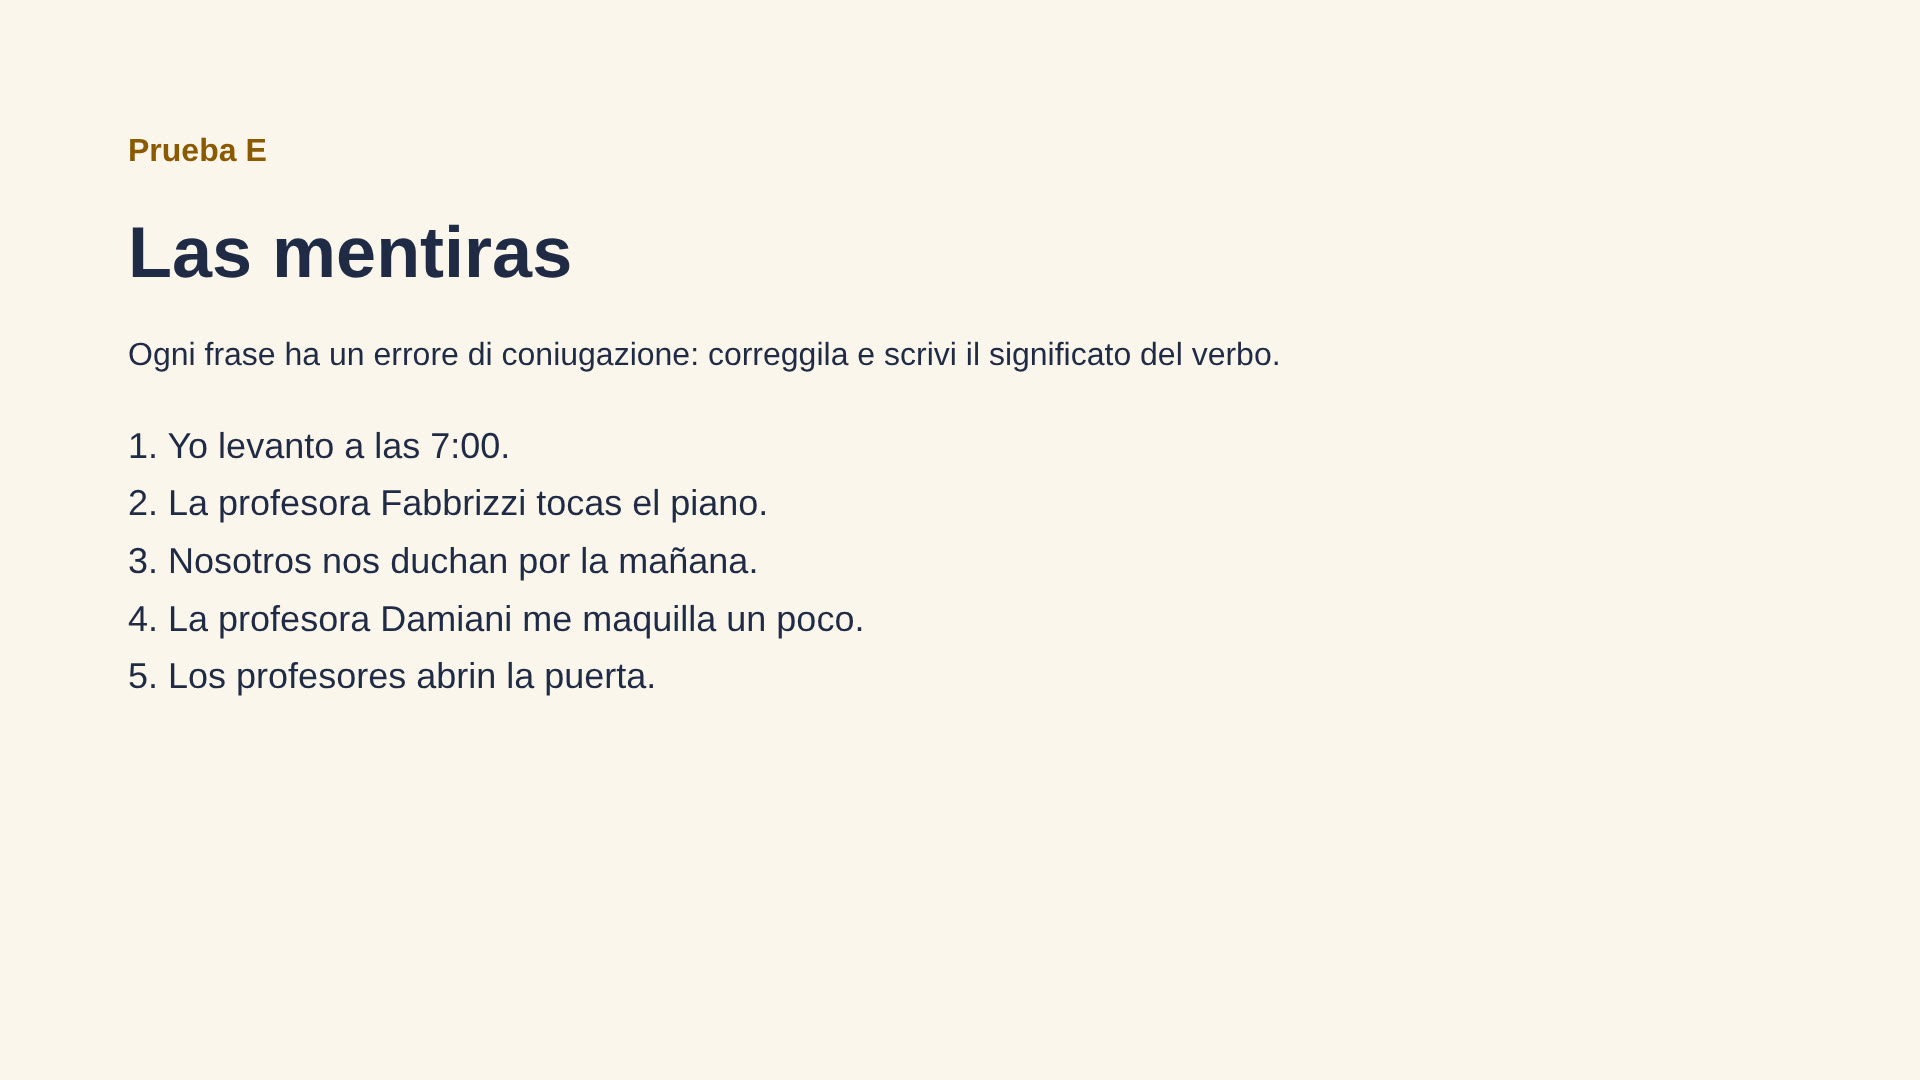 Prueba E
Las mentiras
Ogni frase ha un errore di coniugazione: correggila e scrivi il significato del verbo.
1. Yo levanto a las 7:00.
2. La profesora Fabbrizzi tocas el piano.
3. Nosotros nos duchan por la mañana.
4. La profesora Damiani me maquilla un poco.
5. Los profesores abrin la puerta.